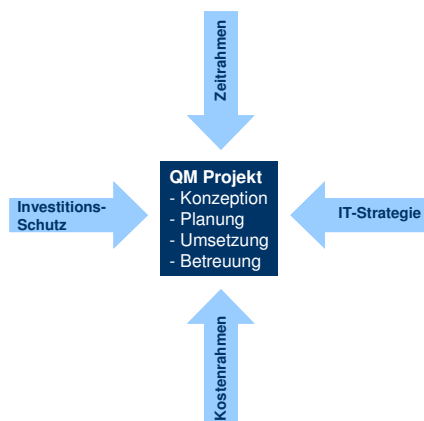 Zeitrahmen
QM Projekt
- Konzeption
- Planung
- Umsetzung
- Betreuung
Investitions-
Schutz
IT-Strategie
Kostenrahmen